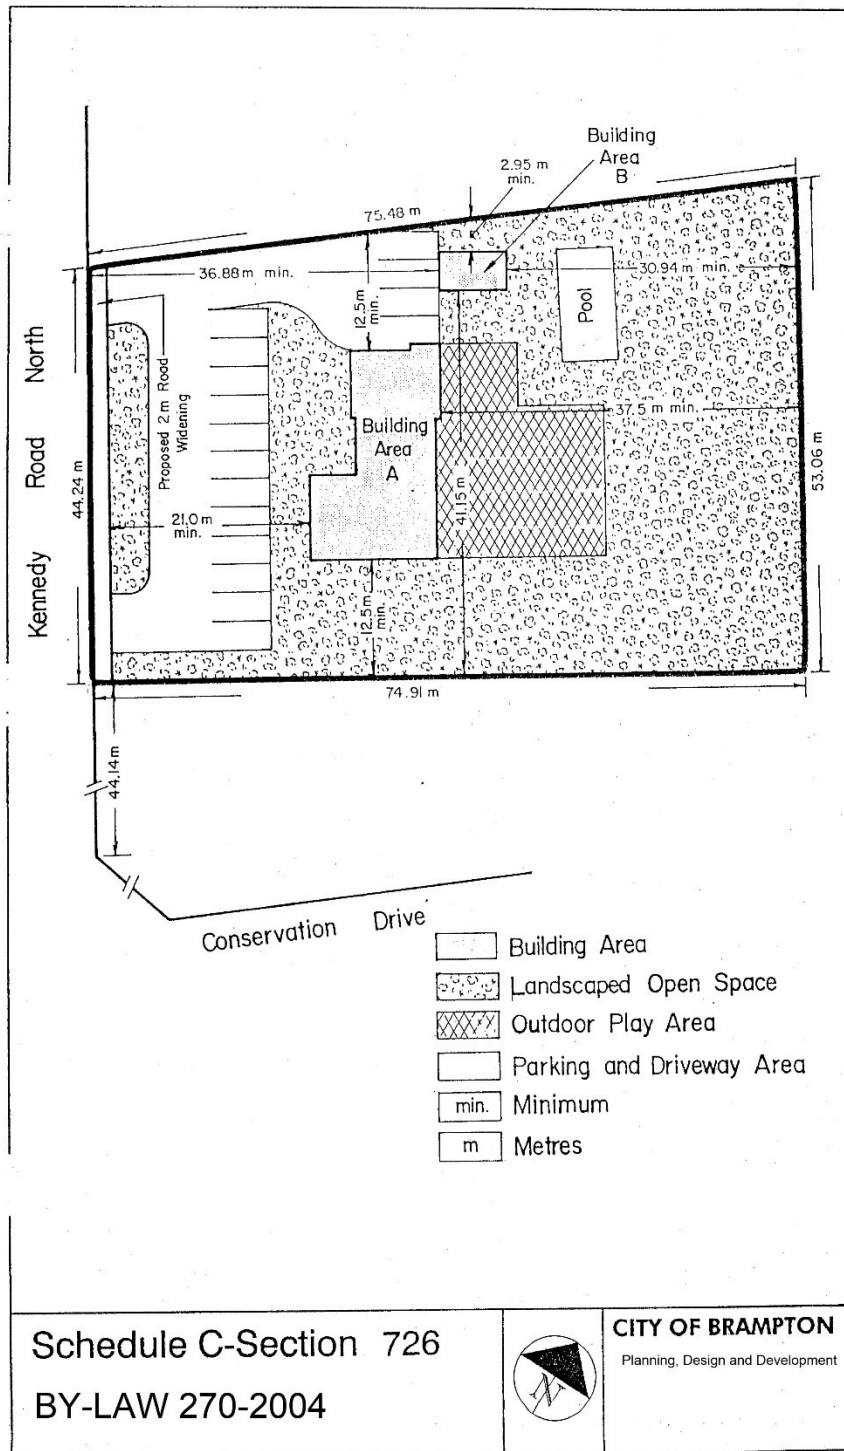 Building
Area
B
2.95 m
min.
75.48 m
36.88 m min.
30.94 m min.
12.5m
min.
Pool
Kennedy Road North
44.24 m
Proposed 2 m Road
Widening
Building
Area
A
37.5 m min.
53.06 m
41.15 m
21.0 m
min.
12.5m
min.
74.91 m
44.14 m
Conservation Drive
Building Area
Landscaped Open Space
Outdoor Play Area
Parking and Driveway Area
min. Minimum
m Metres
Schedule C-Section 726
BY-LAW 270-2004
N
CITY OF BRAMPTON
Planning, Design and Development